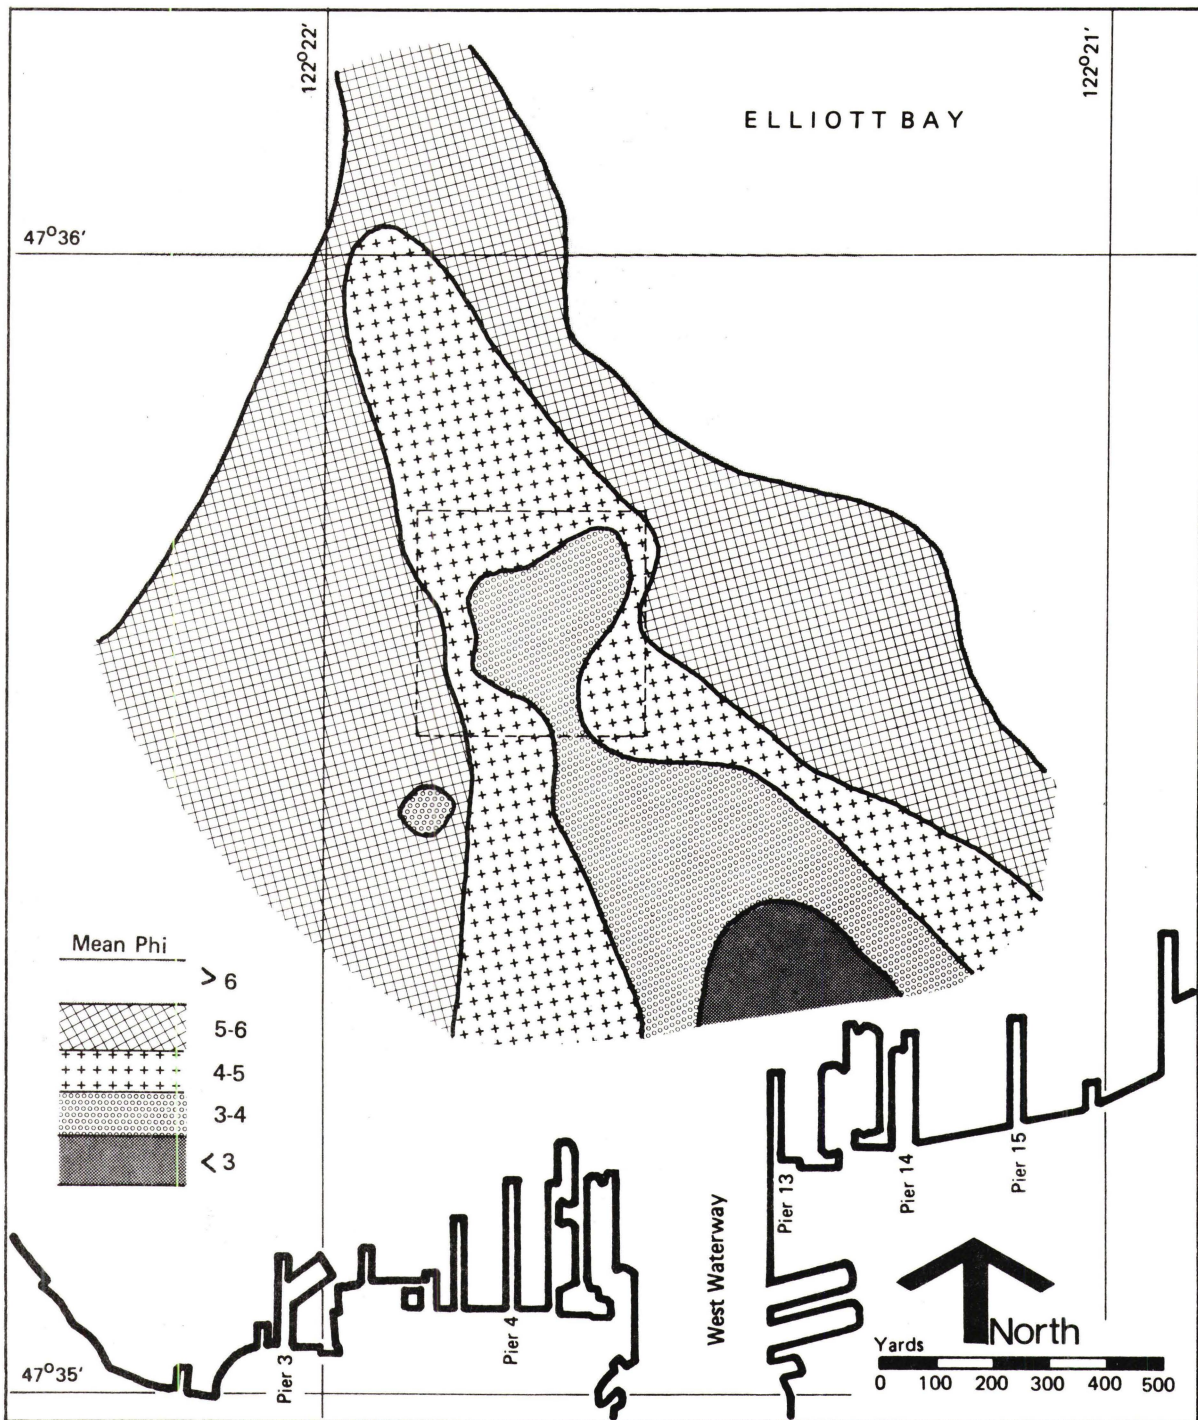 122°22'
122°21'
ELLIOTT BAY
47°36'
Mean Phi
> 6
5-6
4-5
3-4
< 3
Pier 13
Pier 14
Pier 15
West Waterway
Pier 4
Pier 3
North
Yards
0 100 200 300 400 500
47°35'